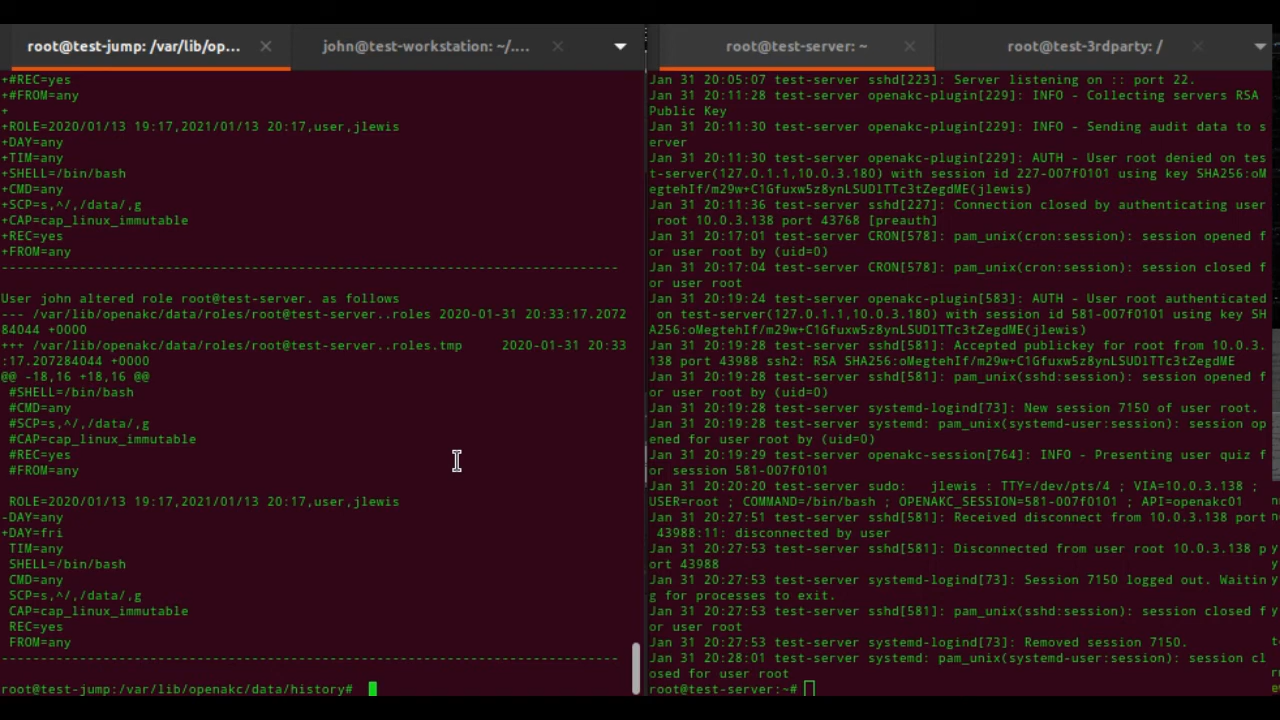 root@test-jump: /var/lib/op...
john@test-workstation: ~/....
+#REC=yes
+#FROM=any
+
+ROLE=2020/01/13 19:17,2021/01/13 20:17,user,jlewis
+DAY=any
+TIM=any
+SHELL=/bin/bash
+CMD=any
+SCP=s,^/,/data/,g
+CAP=cap_linux_immutable
+REC=yes
+FROM=any
-------------------------------------------------------------------------------
User john altered role root@test-server. as follows
--- /var/lib/openakc/data/roles/root@test-server..roles 2020-01-31 20:33:17.2072
84044 +0000
+++ /var/lib/openakc/data/roles/root@test-server..roles.tmp     2020-01-31 20:33
:17.207284044 +0000
@@ -18,16 +18,16 @@
 #SHELL=/bin/bash
 #CMD=any
 #SCP=s,^/,/data/,g
 #CAP=cap_linux_immutable
 #REC=yes
 #FROM=any
 ROLE=2020/01/13 19:17,2021/01/13 20:17,user,jlewis
-DAY=any
+DAY=fri
 TIM=any
 SHELL=/bin/bash
 CMD=any
 SCP=s,^/,/data/,g
 CAP=cap_linux_immutable
 REC=yes
 FROM=any
-------------------------------------------------------------------------------
root@test-jump:/var/lib/openakc/data/history#
root@test-server: ~
root@test-3rdparty: /
Jan 31 20:05:07 test-server sshd[223]: Server listening on :: port 22.
Jan 31 20:11:28 test-server openakc-plugin[229]: INFO - Collecting servers RSA
Public Key
Jan 31 20:11:30 test-server openakc-plugin[229]: INFO - Sending audit data to s
erver
Jan 31 20:11:30 test-server openakc-plugin[229]: AUTH - User root denied on tes
t-server(127.0.1.1,10.0.3.180) with session id 227-007f0101 using key SHA256:oM
egtehIf/m29w+C1Gfuxw5z8ynLSUDlTTc3tZegdME(jlewis)
Jan 31 20:11:36 test-server sshd[227]: Connection closed by authenticating user
 root 10.0.3.138 port 43768 [preauth]
Jan 31 20:17:01 test-server CRON[578]: pam_unix(cron:session): session opened f
or user root by (uid=0)
Jan 31 20:17:04 test-server CRON[578]: pam_unix(cron:session): session closed f
or user root
Jan 31 20:19:24 test-server openakc-plugin[583]: AUTH - User root authenticated
 on test-server(127.0.1.1,10.0.3.180) with session id 581-007f0101 using key SH
A256:oMegtehIf/m29w+C1Gfuxw5z8ynLSUDlTTc3tZegdME(jlewis)
Jan 31 20:19:28 test-server sshd[581]: Accepted publickey for root from 10.0.3.
138 port 43988 ssh2: RSA SHA256:oMegtehIf/m29w+C1Gfuxw5z8ynLSUDlTTc3tZegdME
Jan 31 20:19:28 test-server sshd[581]: pam_unix(sshd:session): session opened f
or user root by (uid=0)
Jan 31 20:19:28 test-server systemd-logind[73]: New session 7150 of user root.
Jan 31 20:19:28 test-server systemd: pam_unix(systemd-user:session): session op
ened for user root by (uid=0)
Jan 31 20:19:29 test-server openakc-session[764]: INFO - Presenting user quiz f
or session 581-007f0101
Jan 31 20:20:20 test-server sudo:   jlewis : TTY=/dev/pts/4 ; VIA=10.0.3.138 ;
USER=root ; COMMAND=/bin/bash ; OPENAKC_SESSION=581-007f0101 ; API=openakc01
Jan 31 20:27:51 test-server sshd[581]: Received disconnect from 10.0.3.138 port
 43988:11: disconnected by user
Jan 31 20:27:53 test-server sshd[581]: Disconnected from user root 10.0.3.138 p
ort 43988
Jan 31 20:27:53 test-server systemd-logind[73]: Session 7150 logged out. Waitin
g for processes to exit.
Jan 31 20:27:53 test-server sshd[581]: pam_unix(sshd:session): session closed f
or user root
Jan 31 20:27:53 test-server systemd-logind[73]: Removed session 7150.
Jan 31 20:28:01 test-server systemd: pam_unix(systemd-user:session): session cl
osed for user root
root@test-server:~#